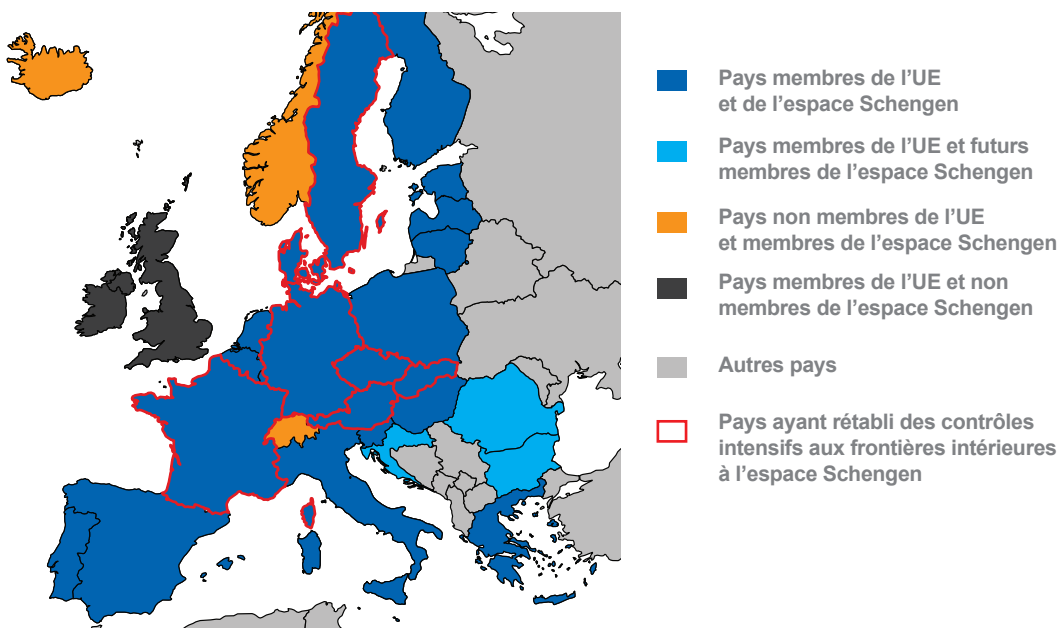 Pays membres de l'UE
et de l'espace Schengen
Pays membres de l'UE et futurs
membres de l'espace Schengen
Pays non membres de l'UE
et membres de l'espace Schengen
Pays membres de l'UE et non
membres de l'espace Schengen
Autres pays
Pays ayant rétabli des contrôles
intensifs aux frontières intérieures
à l'espace Schengen